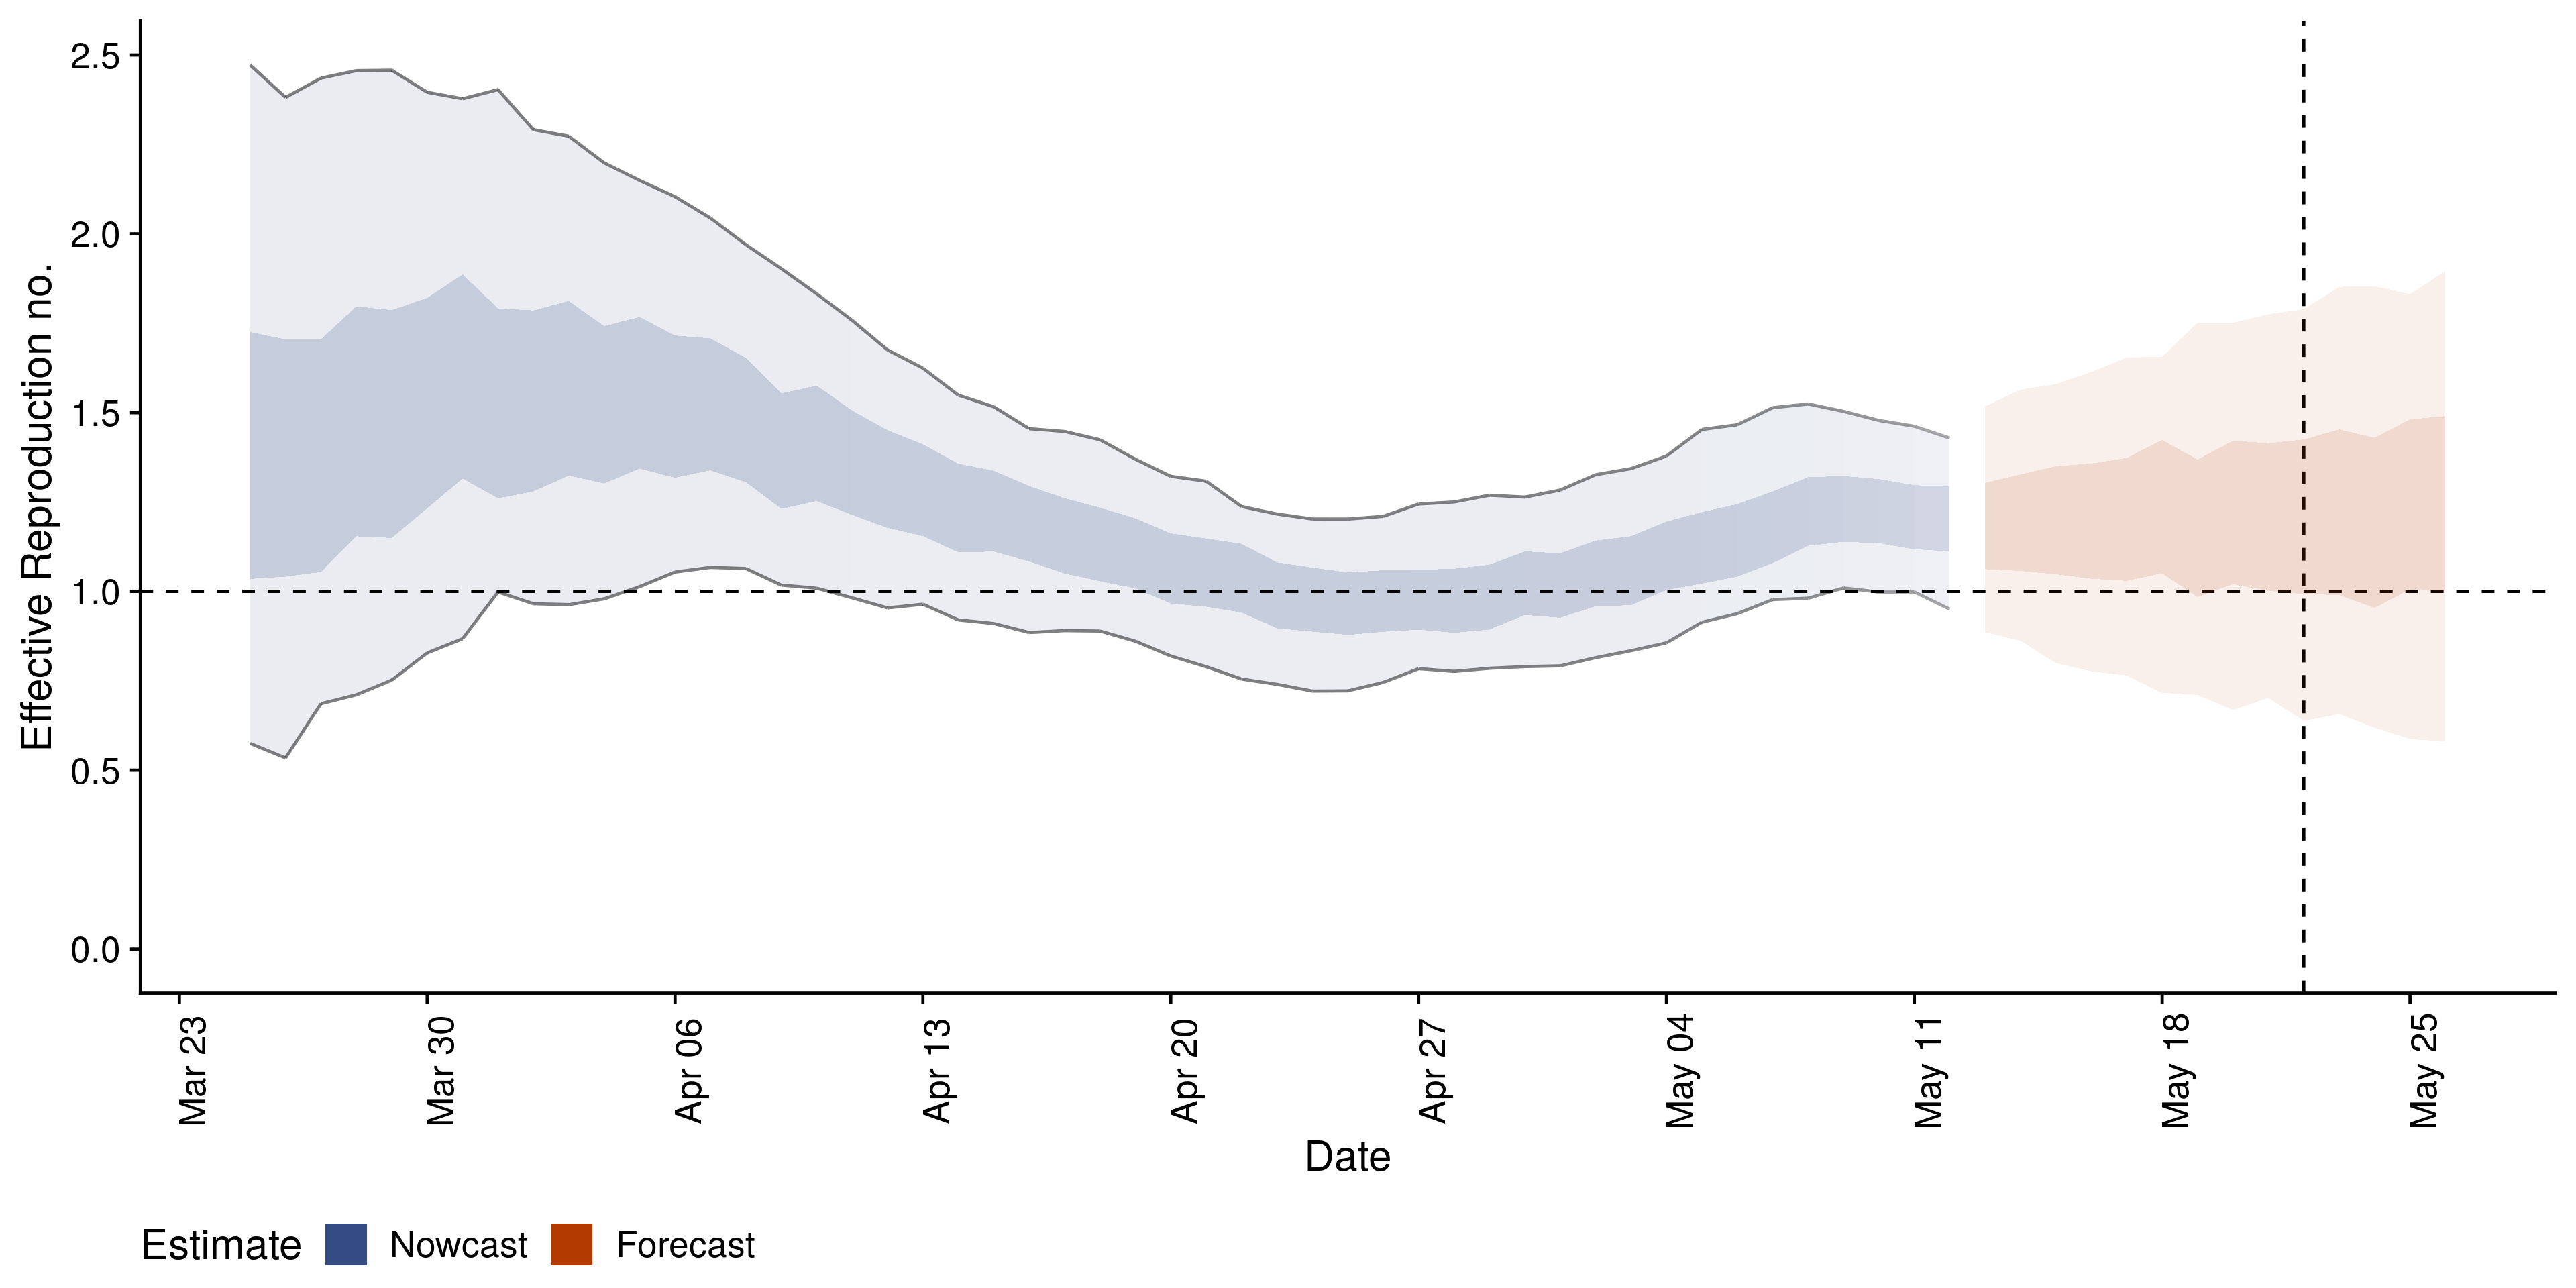 Effective Reproduction no.
2.5
2.0
1.5
1.0
0.5
0.0
Mar 23
Mar 30
Apr 06
Apr 13
Apr 20
Apr 27
May 04
May 11
May 18
May 25
Date
Estimate Nowcast Forecast